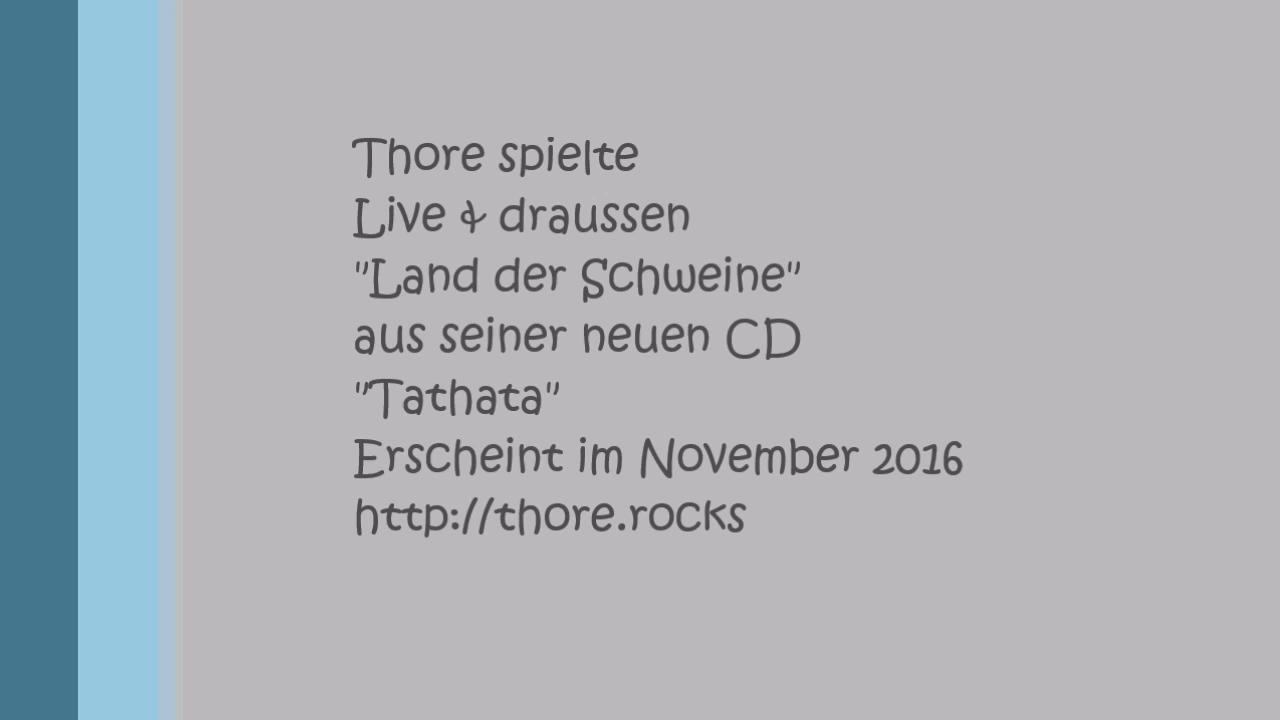 Thore spielte
Live & draussen
"Land der Schweine"
aus seiner neuen CD
"Tathata"
Erscheint im November 2016
http://thore.rocks